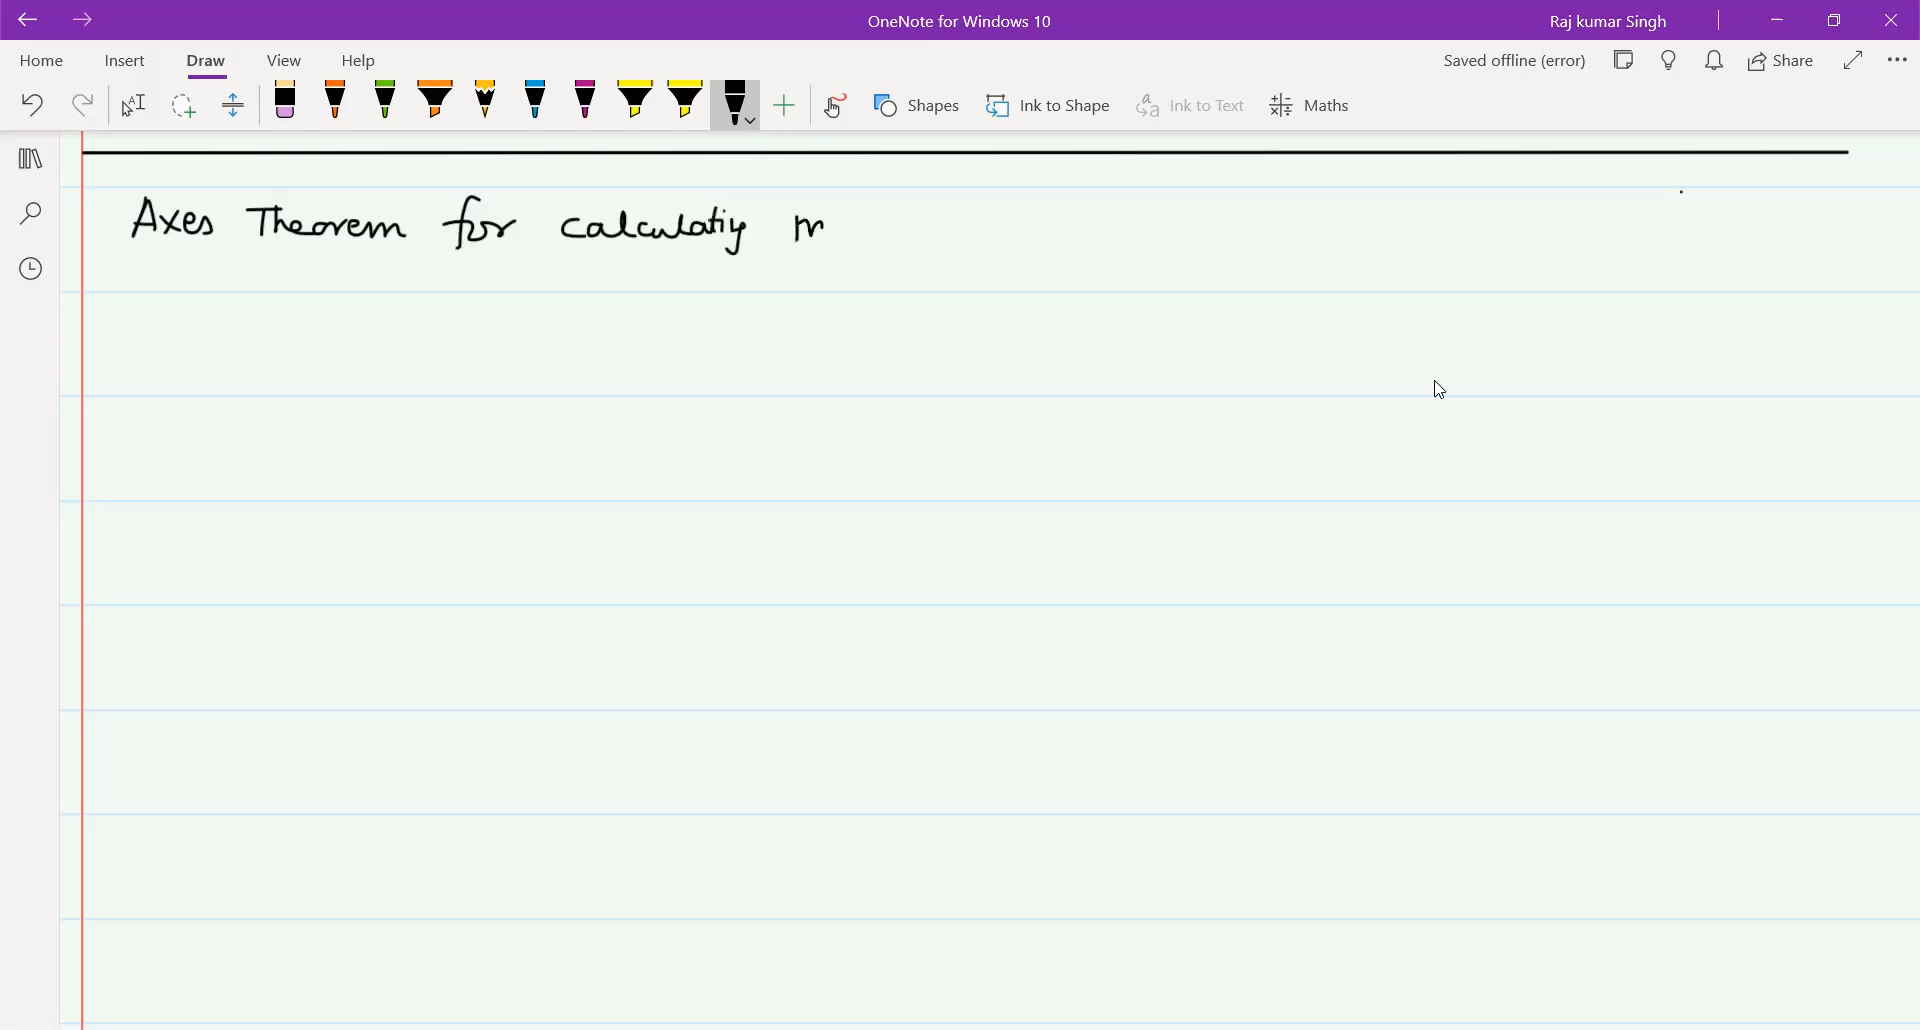 OneNote for Windows 10
Raj kumar Singh
Home Insert Draw View Help
Saved offline (error)
Share
Shapes
Ink to Shape
Ink to Text
Maths
Axes Theorem for calculatig m